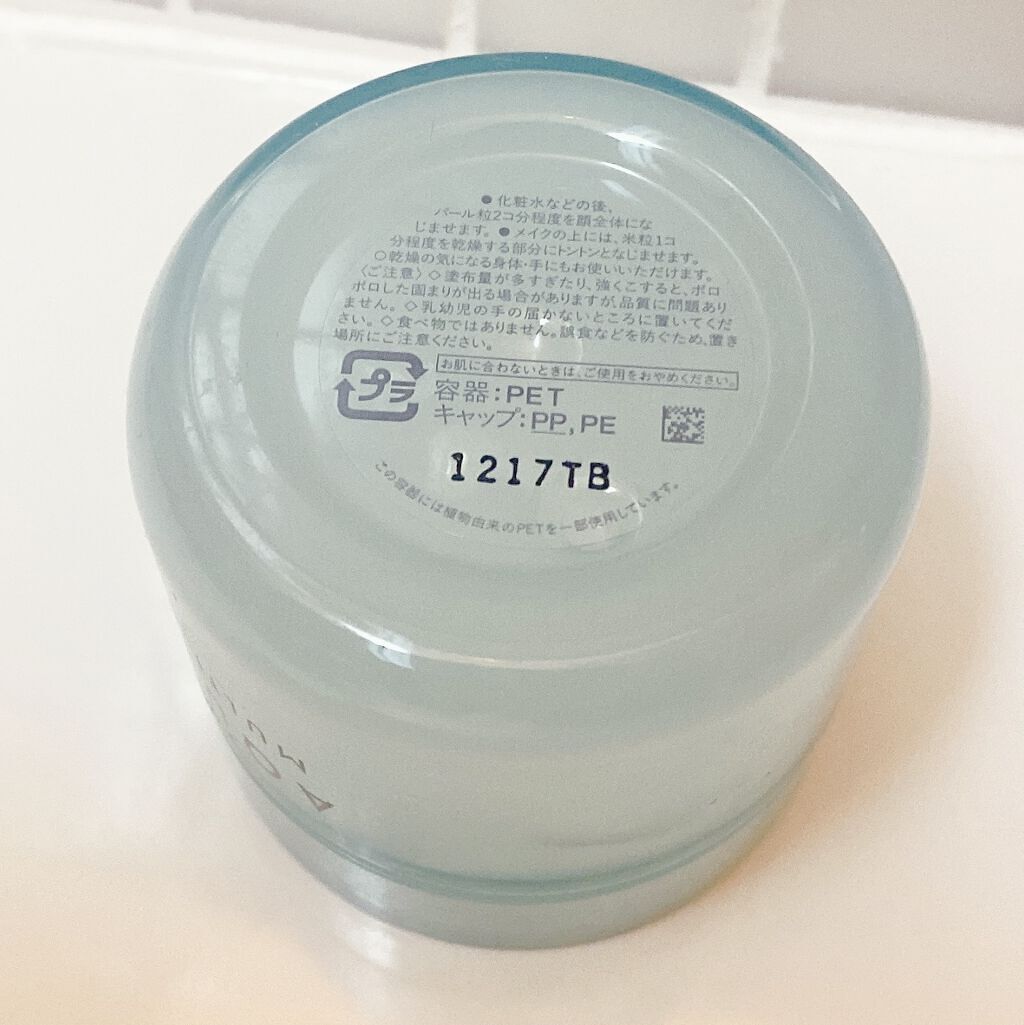 ● 化粧水などの後、
パール粒2コ分程度を顔全体にな
じませます。 ● メイクの上には、米粒1コ
分程度を乾燥する部分にトントンとなじませます。
○乾燥の気になる身体・手にもお使いいただけます。
〈ご注意〉◇塗布量が多すぎたり、強くこすると、ポロ
ポロした固まりが出る場合がありますが、品質に問題あり
ません。 ◇乳幼児の手の届かないところに置いてくだ
さい。 ◇食べ物ではありません。誤食などを防ぐため、置き
場所にご注意ください。
お肌に合わないときは、ご使用をおやめください。
プラ
容器：PET
キャップ：PP, PE
1217TB
この容器には植物由来のPETを一部使用しています。